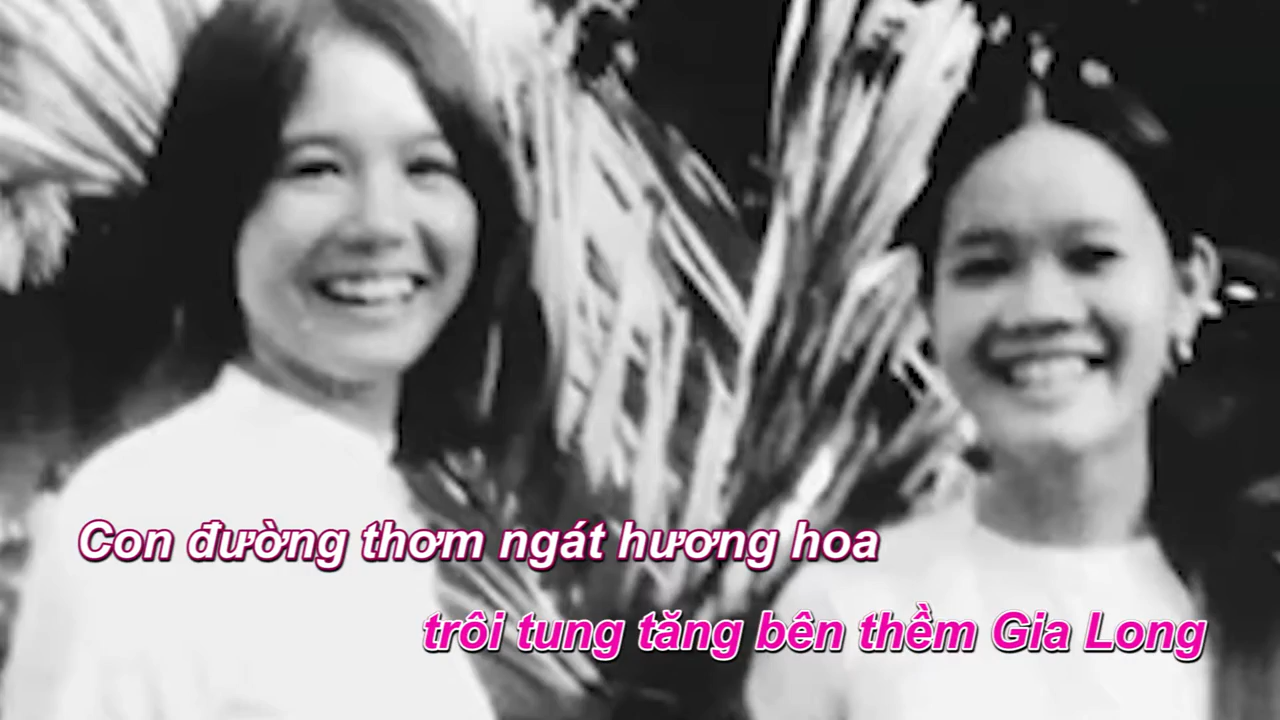 Con đường thơm ngát hương hoa
trôi tung tăng bên thềm Gia Long